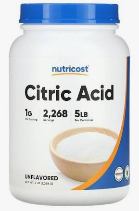 nutricost
Citric Acid
1G 2,268 5LB
UNFLAVORED